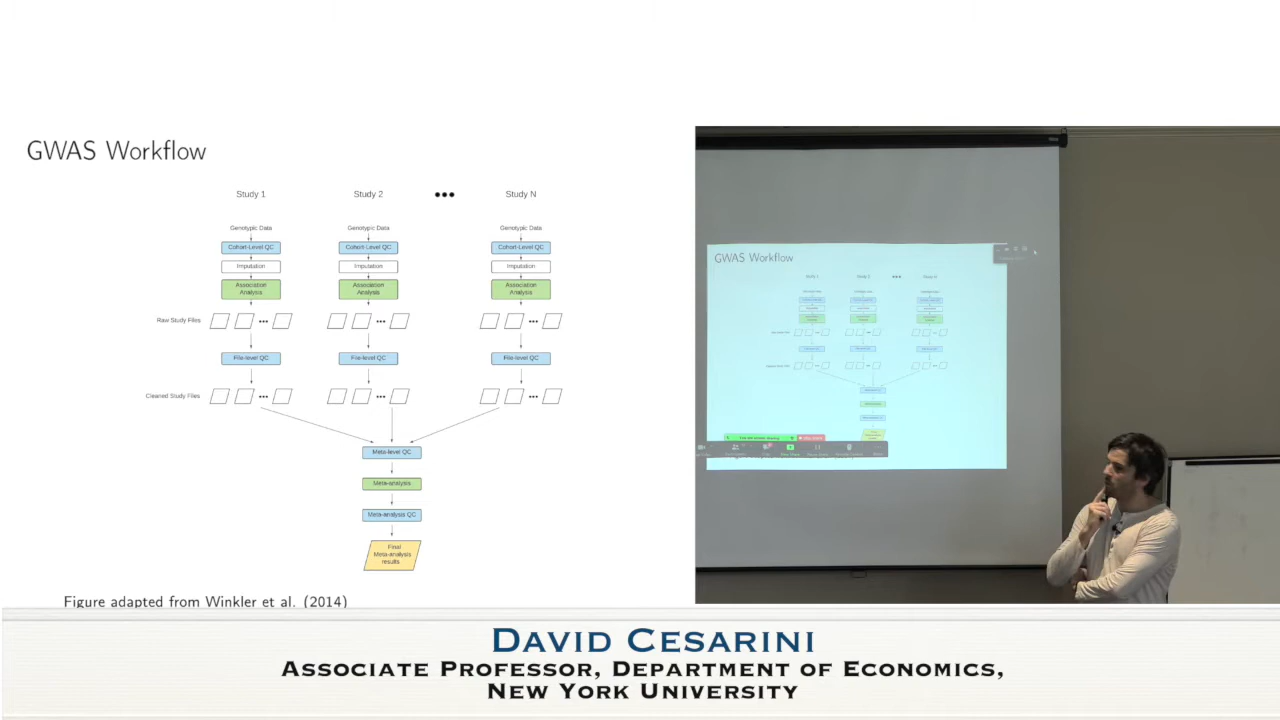 GWAS Workflow
Study 1
Study 2
•••
Study N
Genotypic Data
Genotypic Data
Genotypic Data
Cohort-Level QC
Cohort-Level QC
Cohort-Level QC
Imputation
Imputation
Imputation
Association
Analysis
Association
Analysis
Association
Analysis
Raw Study Files
•••
•••
•••
File-level QC
File-level QC
File-level QC
Cleaned Study Files
•••
•••
•••
Meta-level QC
Meta-analysis
Meta-analysis QC
Final
Meta-analysis
results
Figure adapted from Winkler et al. (2014)
GWAS Workflow
DAVID CESARINI
ASSOCIATE PROFESSOR, DEPARTMENT OF ECONOMICS,
NEW YORK UNIVERSITY